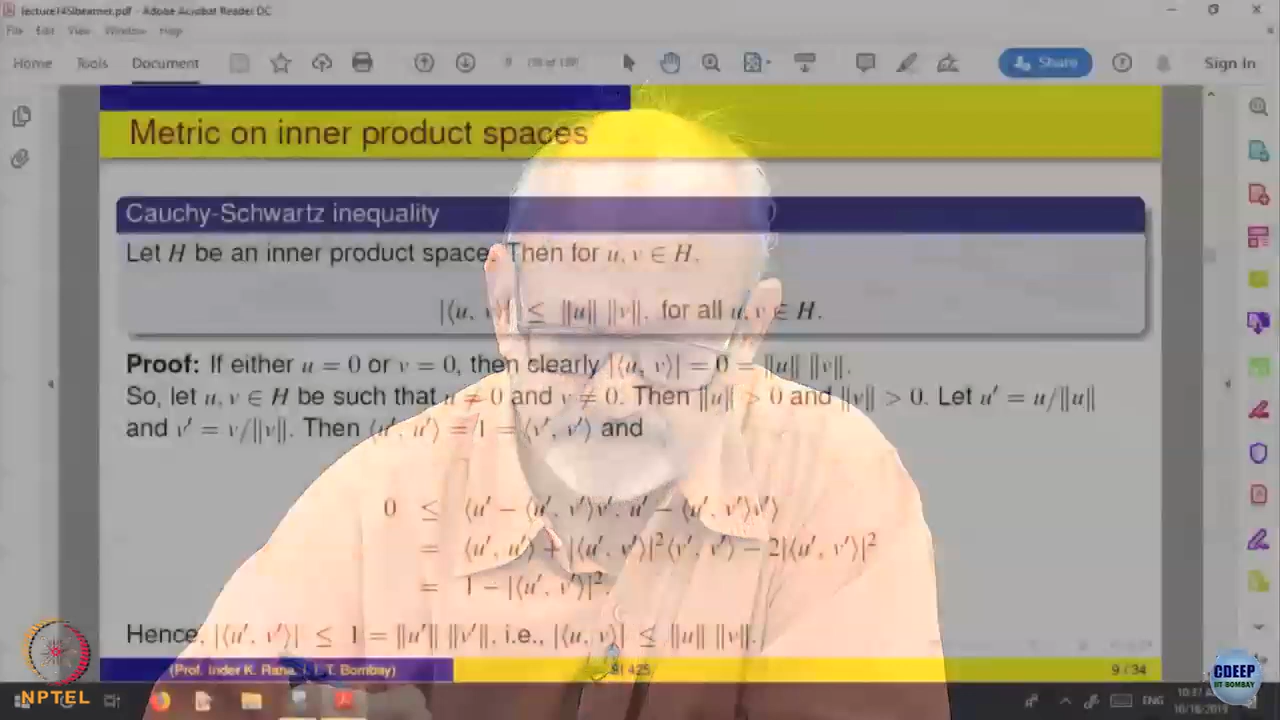 lecture14Slbeamer.pdf - Adobe Acrobat Reader DC
File Edit View Window Help
Home Tools Document
Share
Sign In
Metric on inner product spaces
Cauchy-Schwartz inequality
Let H be an inner product space. Then for u, v ∈ H,
|⟨u, v⟩| ≤ ‖u‖ ‖v‖, for all u, v ∈ H.
Proof: If either u = 0 or v = 0, then clearly |⟨u, v⟩| = 0 = ‖u‖ ‖v‖.
So, let u, v ∈ H be such that u ≠ 0 and v ≠ 0. Then ‖u‖ > 0 and ‖v‖ > 0. Let u′ = u/‖u‖
and v′ = v/‖v‖. Then ⟨u′, u′⟩ = 1 = ⟨v′, v′⟩ and
0 ≤ ⟨u′ − ⟨u′, v′⟩v′, u′ − ⟨u′, v′⟩v′⟩
= ⟨u′, u′⟩ + |⟨u′, v′⟩|²⟨v′, v′⟩ − 2|⟨u′, v′⟩|²
= 1 − |⟨u′, v′⟩|².
Hence, |⟨u′, v′⟩| ≤ 1 = ‖u′‖ ‖v′‖, i.e., |⟨u, v⟩| ≤ ‖u‖ ‖v‖.
(Prof. Inder K. Rana, I. I. T. Bombay)
SI 425
9 / 34
NPTEL
CDEEP
IIT BOMBAY
ENG